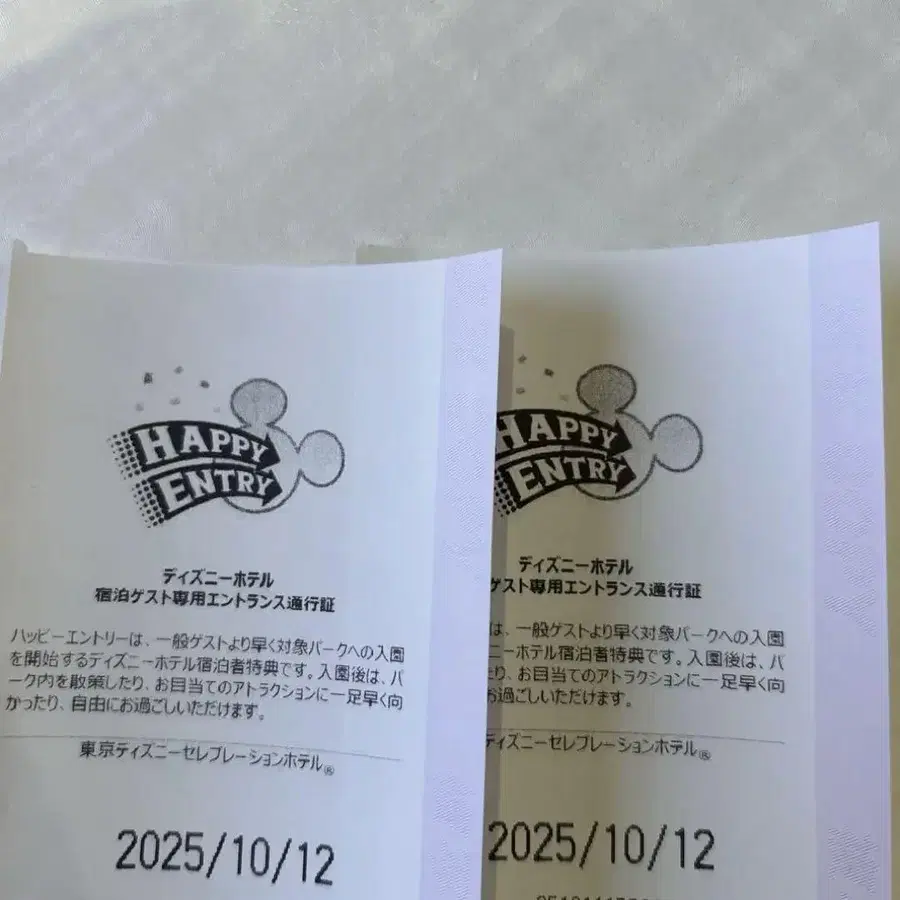 HAPPY
ENTRY
ディズニーホテル
宿泊ゲスト専用エントランス通行証
ハッピーエントリーは、一般ゲストより早く対象パークへの入園
を開始するディズニーホテル宿泊者特典です。入園後は、パ
ーク内を散策したり、お目当てのアトラクションに一足早く向
かったり、自由にお過ごしいただけます。
東京ディズニーセレブレーションホテル®
2025/10/12
HAPPY
ENTRY
ディズニーホテル
ゲスト専用エントランス通行証
は、一般ゲストより早く対象パークへの入園
ニーホテル宿泊者特典です。入園後は、パ
り、お目当てのアトラクションに一足早く向
お過ごしいただけます。
ディズニーセレブレーションホテル®
2025/10/12